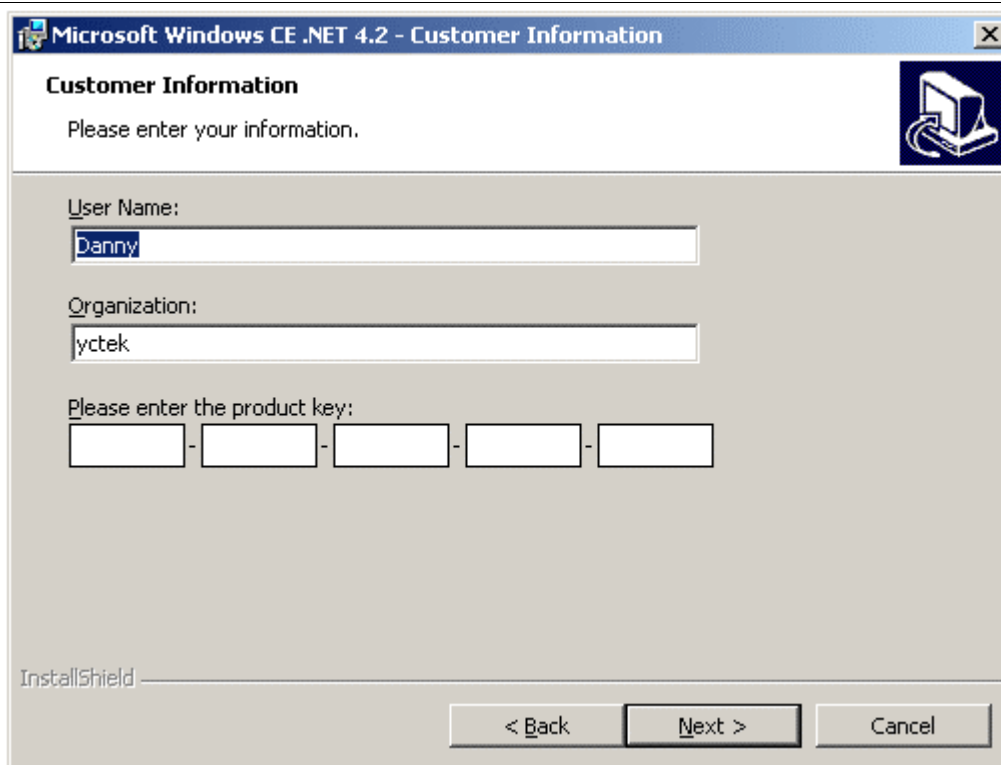 Microsoft Windows CE .NET 4.2 - Customer Information
Customer Information
Please enter your information.
User Name:
Danny
Organization:
yctek
Please enter the product key:
- - - -
InstallShield
< Back Next > Cancel